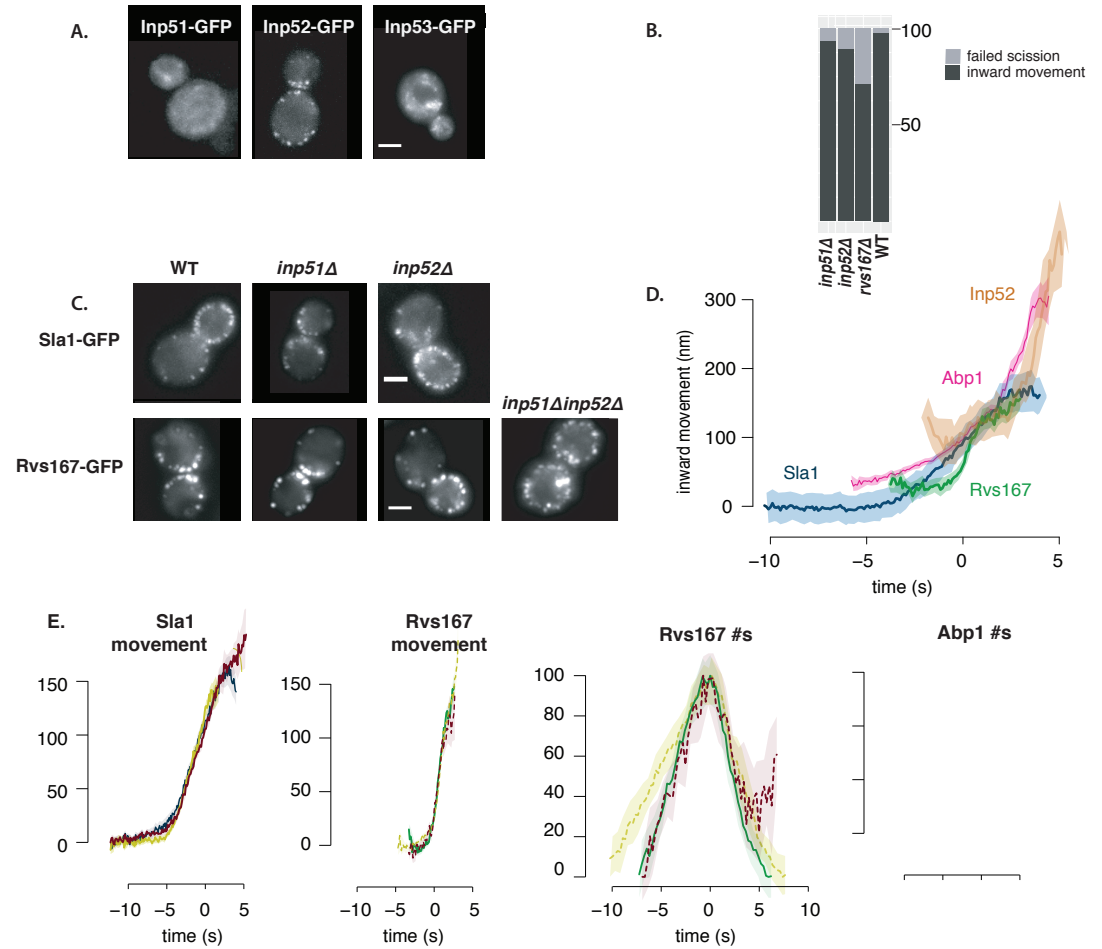 A.
Inp51-GFP
Inp52-GFP
Inp53-GFP
B.
100
50
failed scission
inward movement
inp51Δ
inp52Δ
rvs167Δ
WT
C.
WT
inp51Δ
inp52Δ
Sla1-GFP
inp51Δinp52Δ
Rvs167-GFP
D.
inward movement (nm)
300
200
100
0
Inp52
Abp1
Sla1
Rvs167
−10
−5
0
5
time (s)
E.
Sla1
movement
150
100
50
0
−10
−5
0
5
time (s)
Rvs167
movement
150
100
50
0
−10
−5
0
5
time (s)
Rvs167 #s
100
80
60
40
20
0
−10
−5
0
5
10
time (s)
Abp1 #s